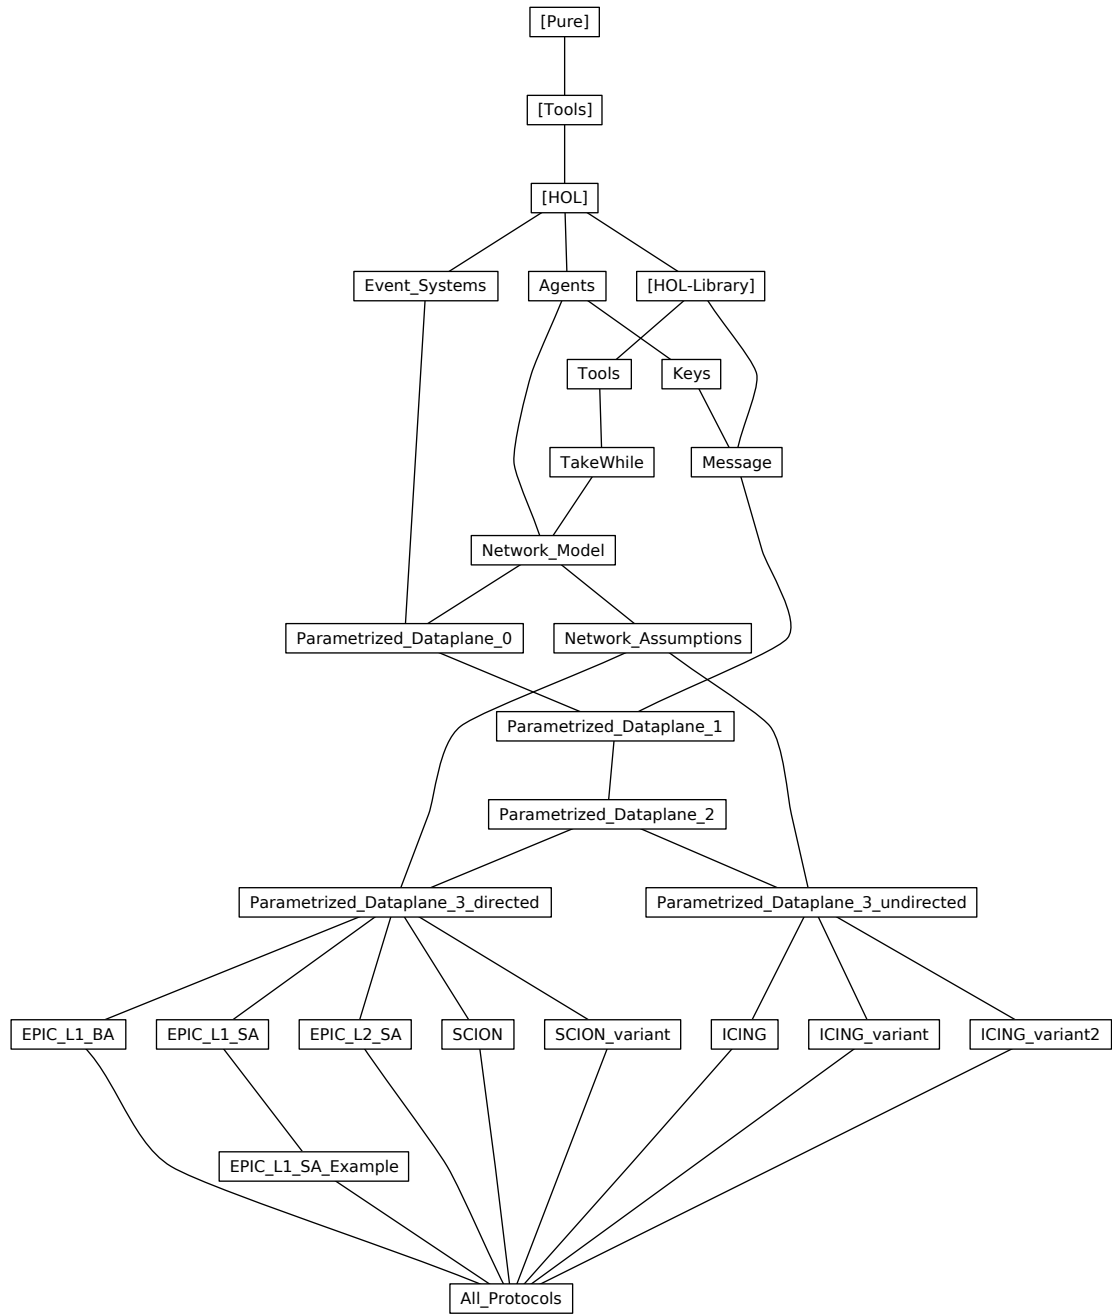 [Pure]
[Tools]
[HOL]
Event_Systems
Agents
[HOL-Library]
Tools
Keys
TakeWhile
Message
Network_Model
Parametrized_Dataplane_0
Network_Assumptions
Parametrized_Dataplane_1
Parametrized_Dataplane_2
Parametrized_Dataplane_3_directed
Parametrized_Dataplane_3_undirected
EPIC_L1_BA
EPIC_L1_SA
EPIC_L2_SA
SCION
SCION_variant
ICING
ICING_variant
ICING_variant2
EPIC_L1_SA_Example
All_Protocols